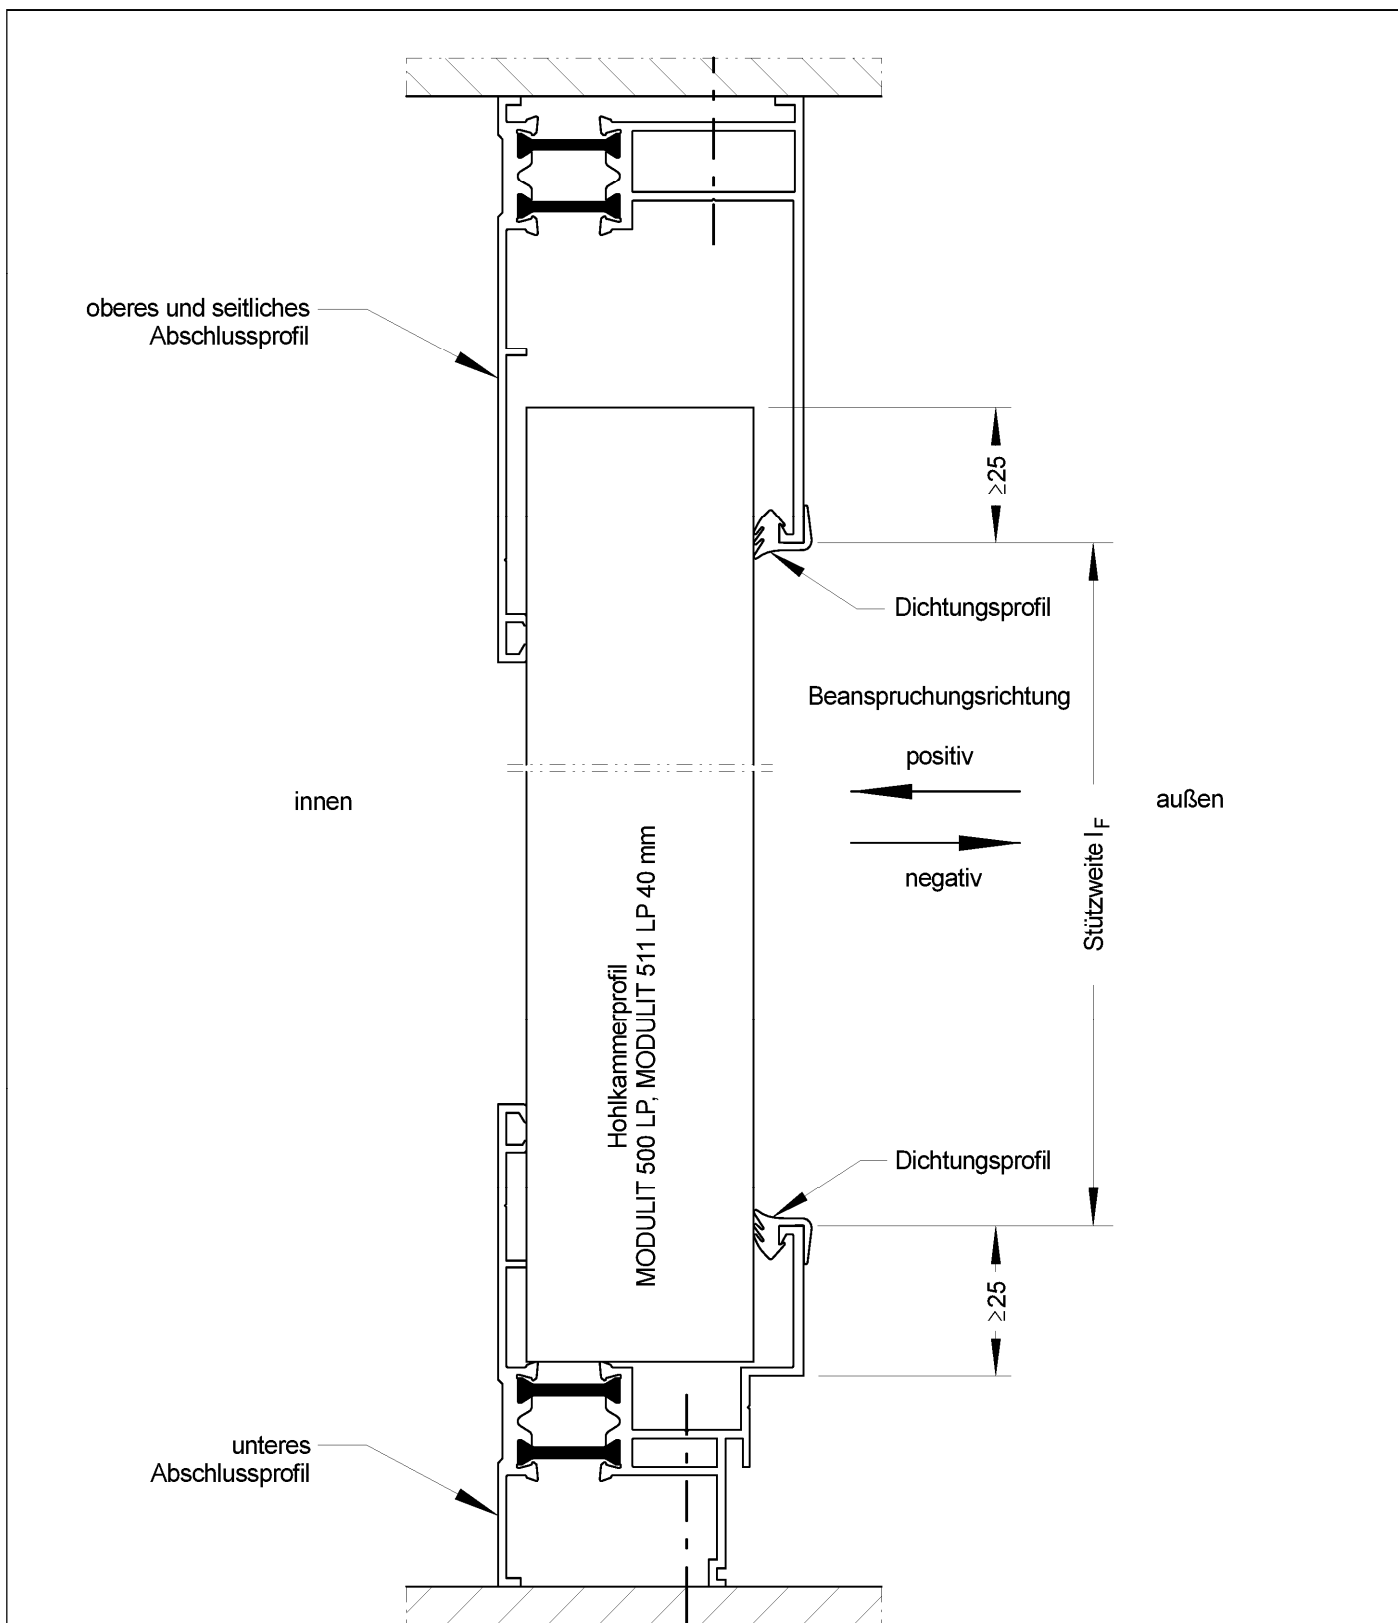 oberes und seitliches
Abschlussprofil
≥25
Dichtungsprofil
Beanspruchungsrichtung
positiv
innen
außen
negativ
Stützweite l_F
Hohlkammerprofil
MODULIT 500 LP, MODULIT 511 LP 40 mm
Dichtungsprofil
≥25
unteres
Abschlussprofil